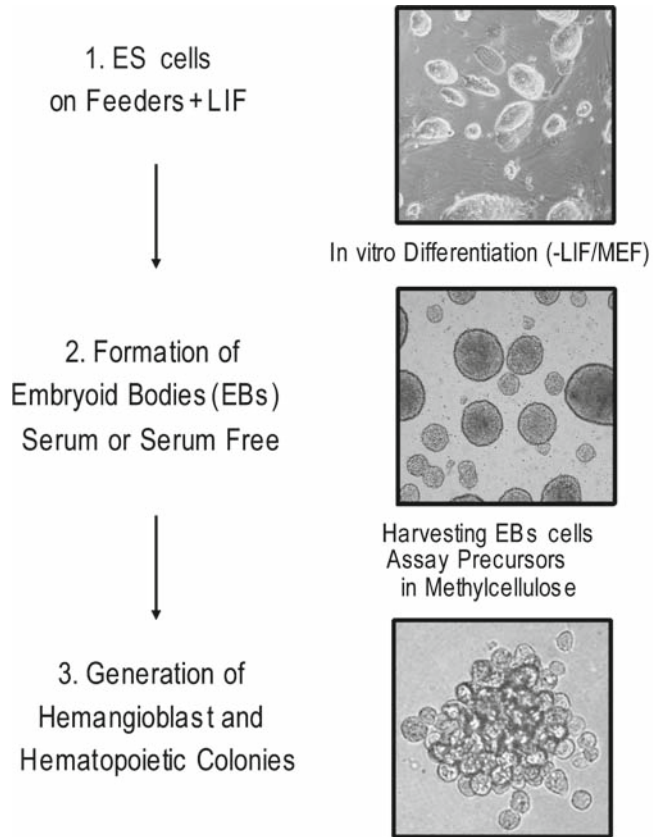 1. ES cells
on Feeders + LIF
In vitro Differentiation (-LIF/MEF)
2. Formation of
Embryoid Bodies (EBs)
Serum or Serum Free
Harvesting EBs cells
Assay Precursors
in Methylcellulose
3. Generation of
Hemangioblast and
Hematopoietic Colonies